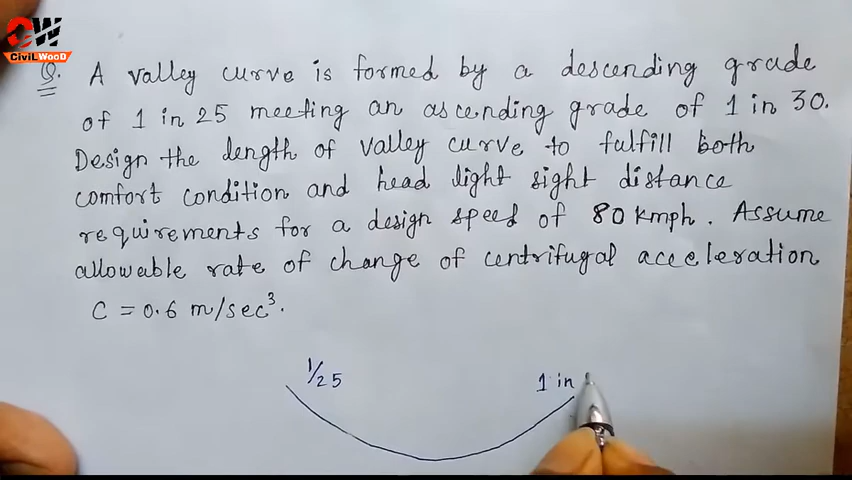 CW
CIVIL WOOD
Q. A valley curve is formed by a descending grade
of 1 in 25 meeting an ascending grade of 1 in 30.
Design the length of valley curve to fulfill both
comfort condition and head light sight distance
requirements for a design speed of 80 kmph. Assume
allowable rate of change of centrifugal acceleration
C = 0.6 m/sec³.
1/25 1 in